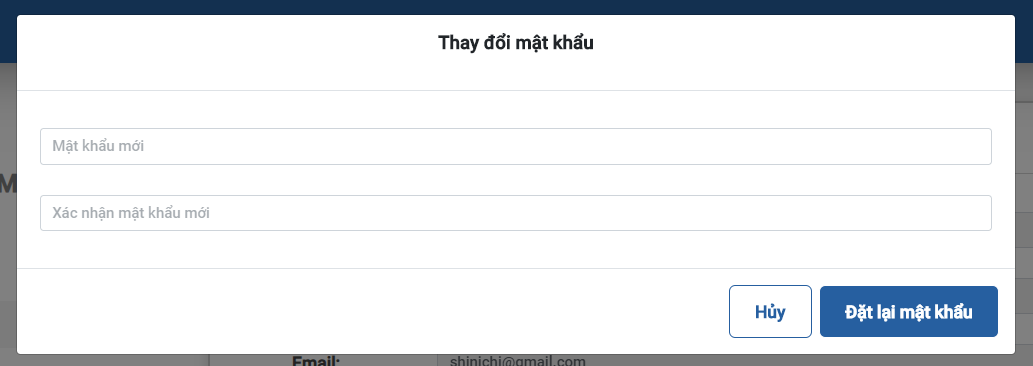 Thay đổi mật khẩu
Mật khẩu mới
Xác nhận mật khẩu mới
Hủy
Đặt lại mật khẩu
Email:
shinichi@gmail.com